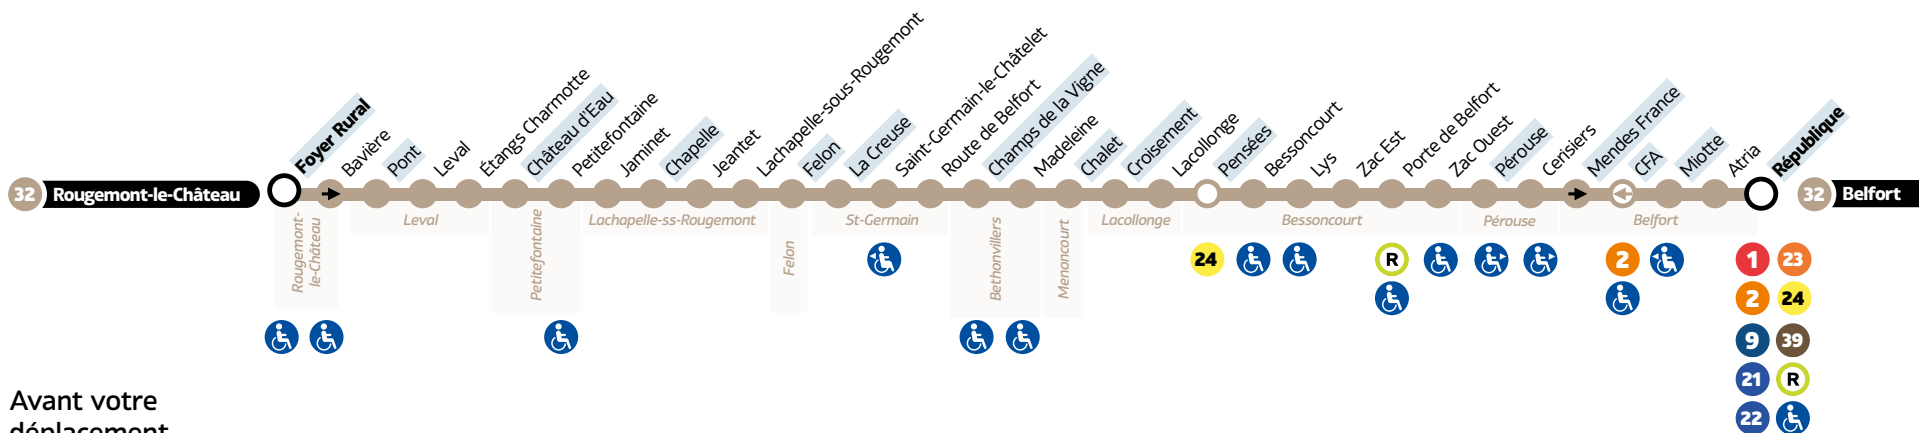 32 Rougemont-le-Château
Foyer Rural
Bavière
Pont
Leval
Étangs Charmotte
Château d'Eau
Petitefontaine
Jaminet
Chapelle
Jeantet
Lachapelle-sous-Rougemont
Felon
La Creuse
Saint-Germain-le-Châtelet
Route de Belfort
Champs de la Vigne
Madeleine
Chalet
Croisement
Lacollonge
Pensées
Bessoncourt
Lys
Zac Est
Porte de Belfort
Zac Ouest
Pérouse
Cerisiers
Mendes France
CFA
Miotte
Atria
République
32 Belfort
Rougemont-
le-Château
Leval
Petitefontaine
Lachapelle-ss-Rougemont
Felon
St-Germain
Bethonvillers
Menoncourt
Lacollonge
Bessoncourt
Pérouse
Belfort
24
R
2
1 23
2 24
9 39
21 R
22
Avant votre
déplacement